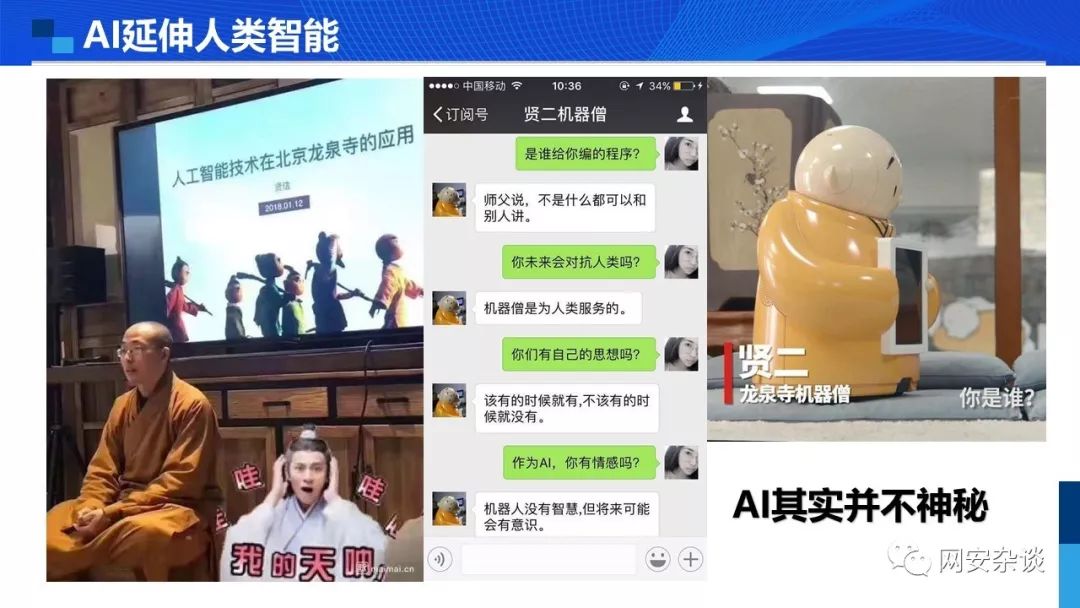 AI延伸人类智能
人工智能技术在北京龙泉寺的应用
贤信
2018.01.12
哇
哇
我的天呐
maimai.cn
中国移动
10:36
34%
订阅号
贤二机器僧
是谁给你编的程序?
师父说，不是什么都可以和
别人讲。
你未来会对抗人类吗?
机器僧是为人类服务的。
你们有自己的思想吗?
该有的时候就有,不该有的时
候就没有。
作为AI，你有情感吗?
机器人没有智慧,但将来可能
会有意识。
贤二
龙泉寺机器僧
你是谁?
AI其实并不神秘
网安杂谈